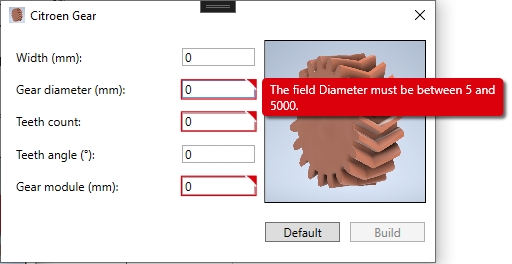 Citroen Gear
Width (mm): 0
Gear diameter (mm): 0
The field Diameter must be between 5 and
5000.
Teeth count: 0
Teeth angle (°): 0
Gear module (mm): 0
Default Build